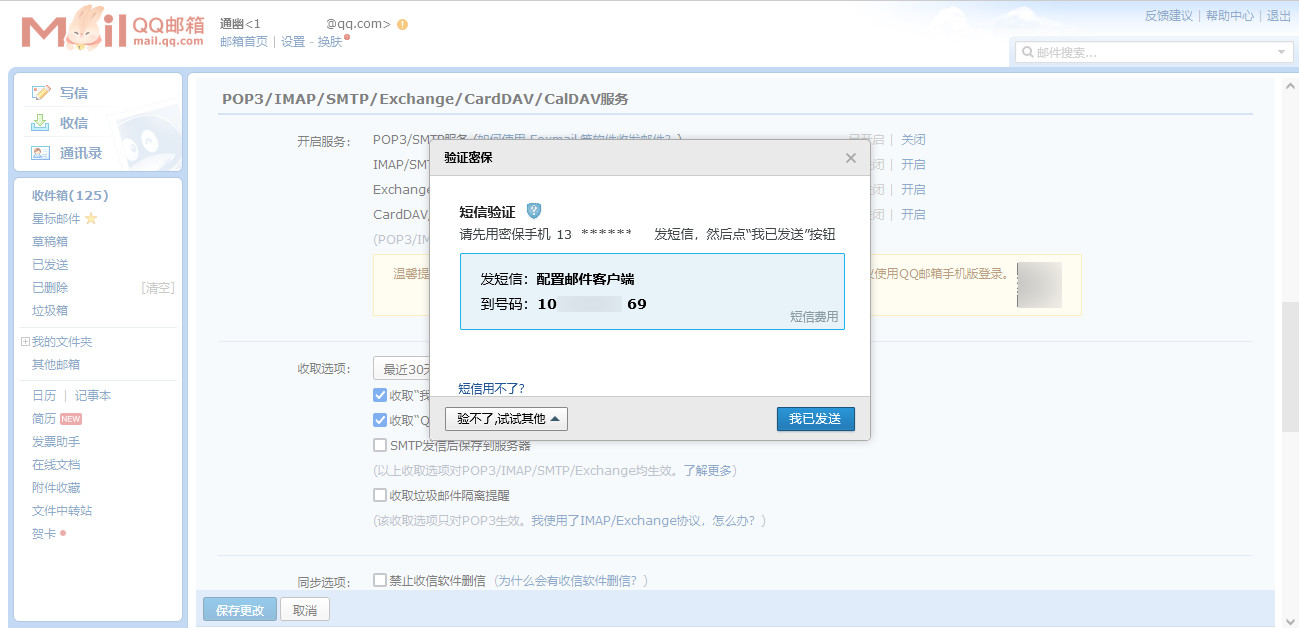 Mail QQ邮箱 mail.qq.com
通幽<1 @qq.com>
邮箱首页 | 设置 - 换肤
反馈建议 | 帮助中心 | 退出
邮件搜索...
写信
收信
通讯录
收件箱(125)
星标邮件
草稿箱
已发送
已删除 [清空]
垃圾箱
我的文件夹
其他邮箱
日历 | 记事本
简历 NEW
发票助手
在线文档
附件收藏
文件中转站
贺卡
POP3/IMAP/SMTP/Exchange/CardDAV/CalDAV服务
开启服务: POP3/SMTP服务 (如何使用 Foxmail 等软件收发邮件?) 已开启 | 关闭
IMAP/SM 闭 | 开启
Exchange 闭 | 开启
CardDAV/ 闭 | 开启
(POP3/IM
温馨提 使用QQ邮箱手机版登录。
验证密保
短信验证
请先用密保手机 13 ****** 发短信，然后点“我已发送”按钮
发短信：配置邮件客户端
到号码：10 69
短信费用
短信用不了?
验不了,试试其他
我已发送
收取选项: 最近30天
收取“我
收取“Q
SMTP发信后保存到服务器
(以上收取选项对POP3/IMAP/SMTP/Exchange均生效。了解更多)
收取垃圾邮件隔离提醒
(该收取选项只对POP3生效。我使用了IMAP/Exchange协议，怎么办? )
同步选项: 禁止收信软件删信 (为什么会有收信软件删信? )
保存更改 取消